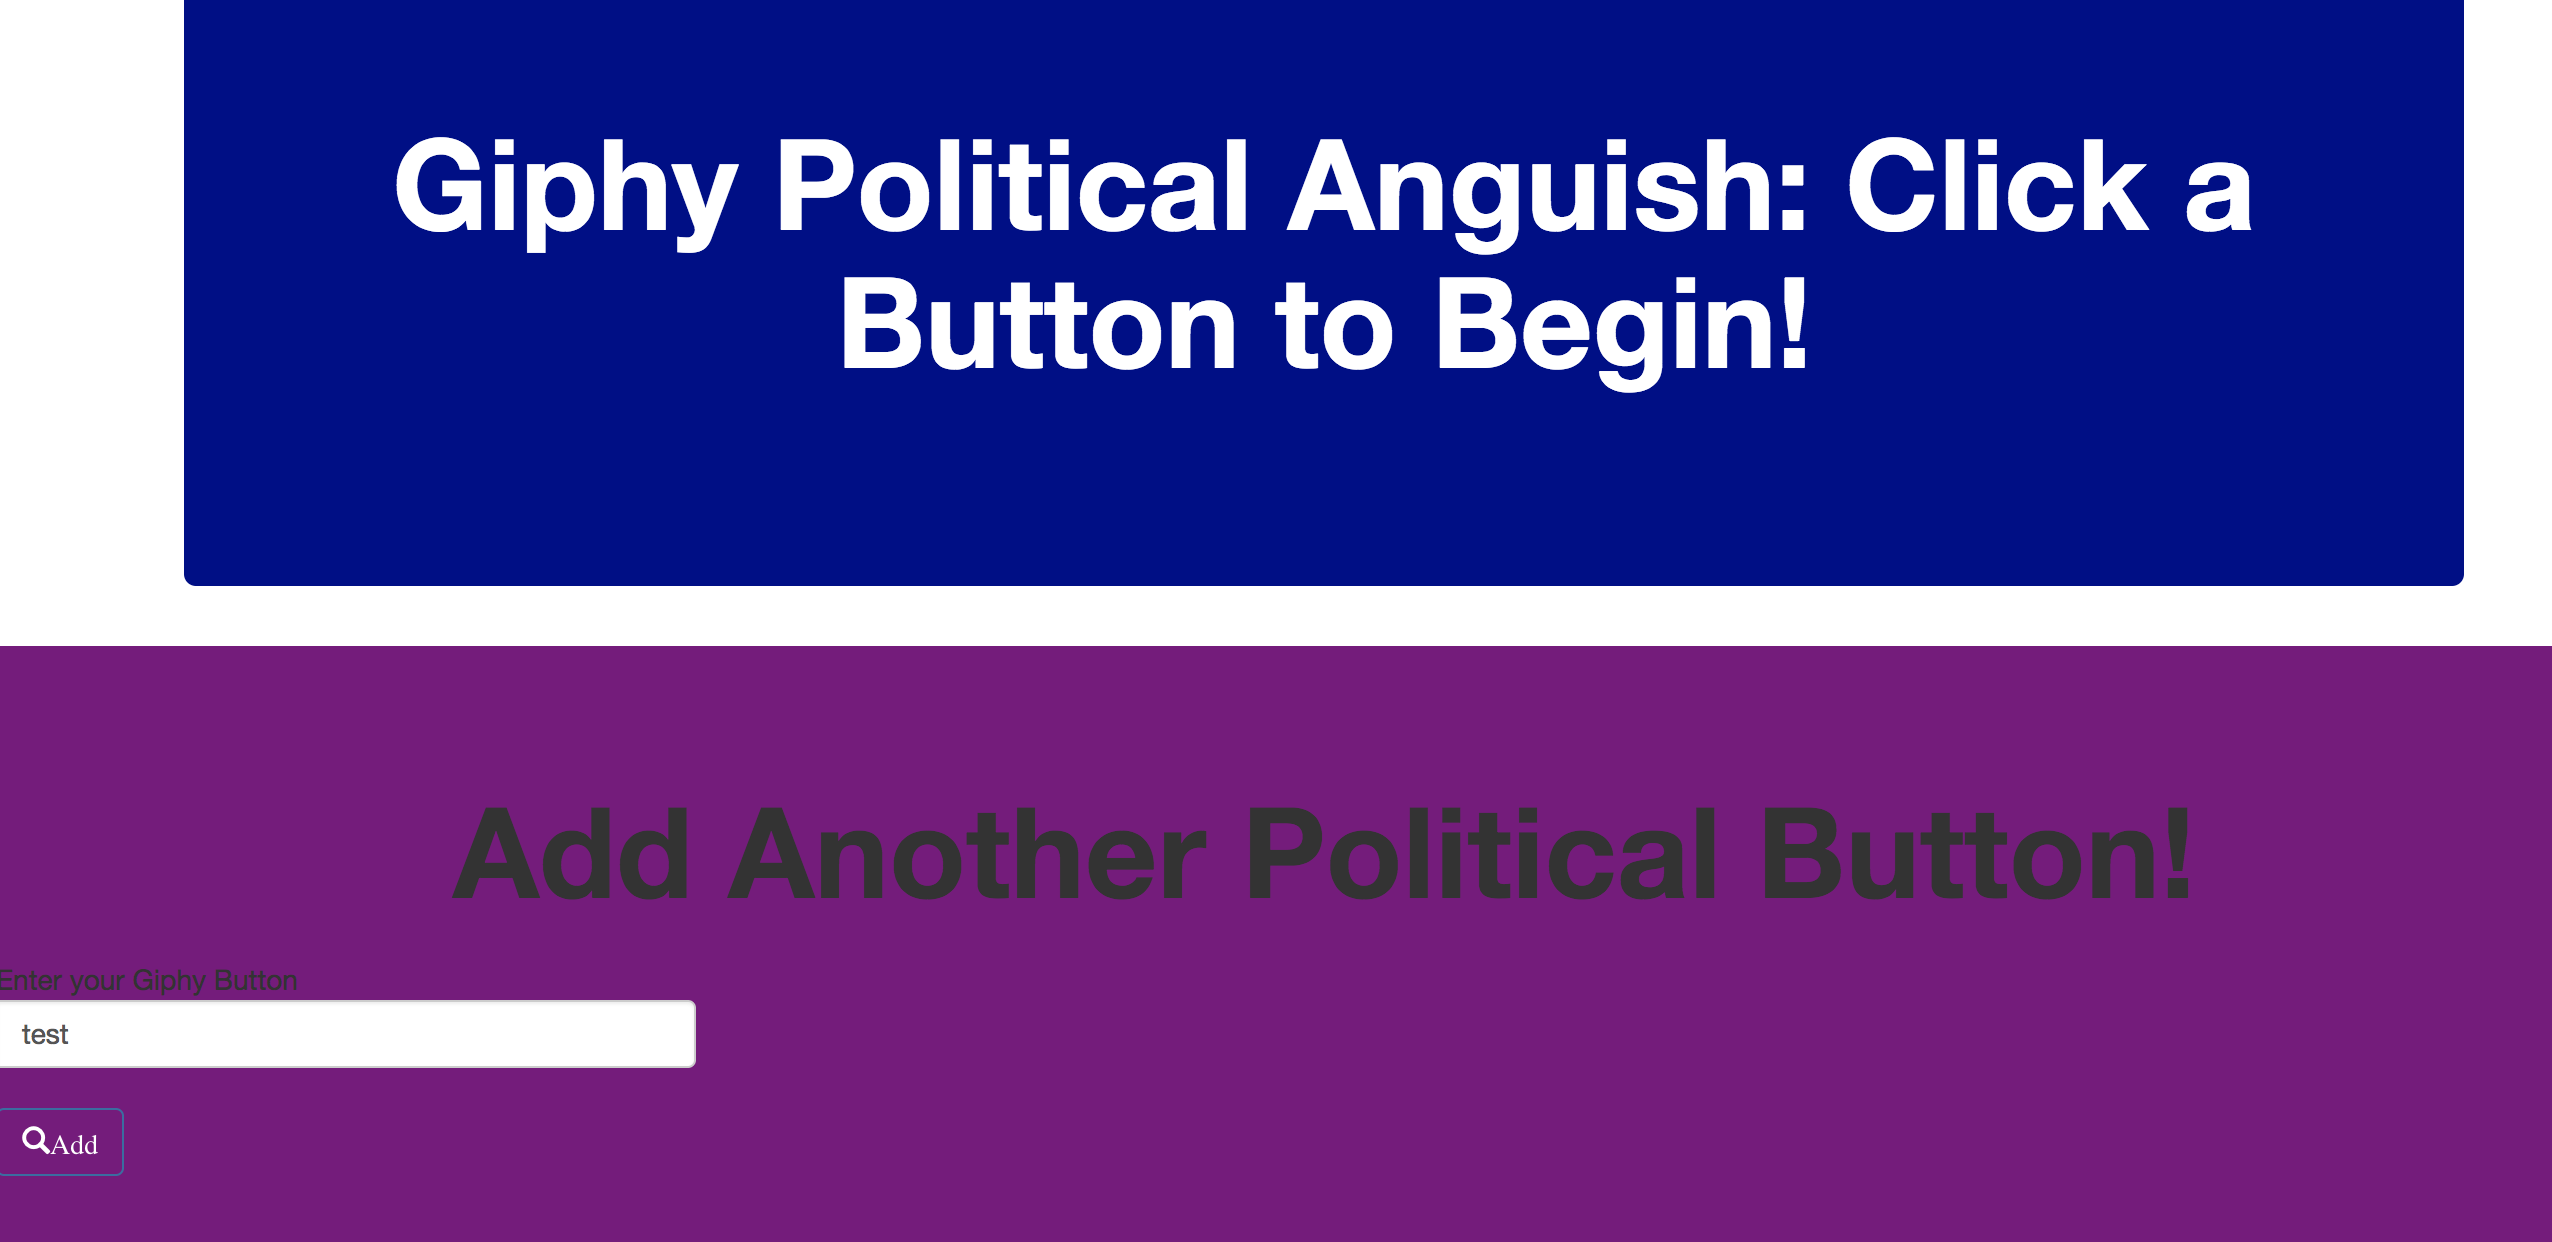 Giphy Political Anguish: Click a
Button to Begin!
Add Another Political Button!
Enter your Giphy Button
test
Add